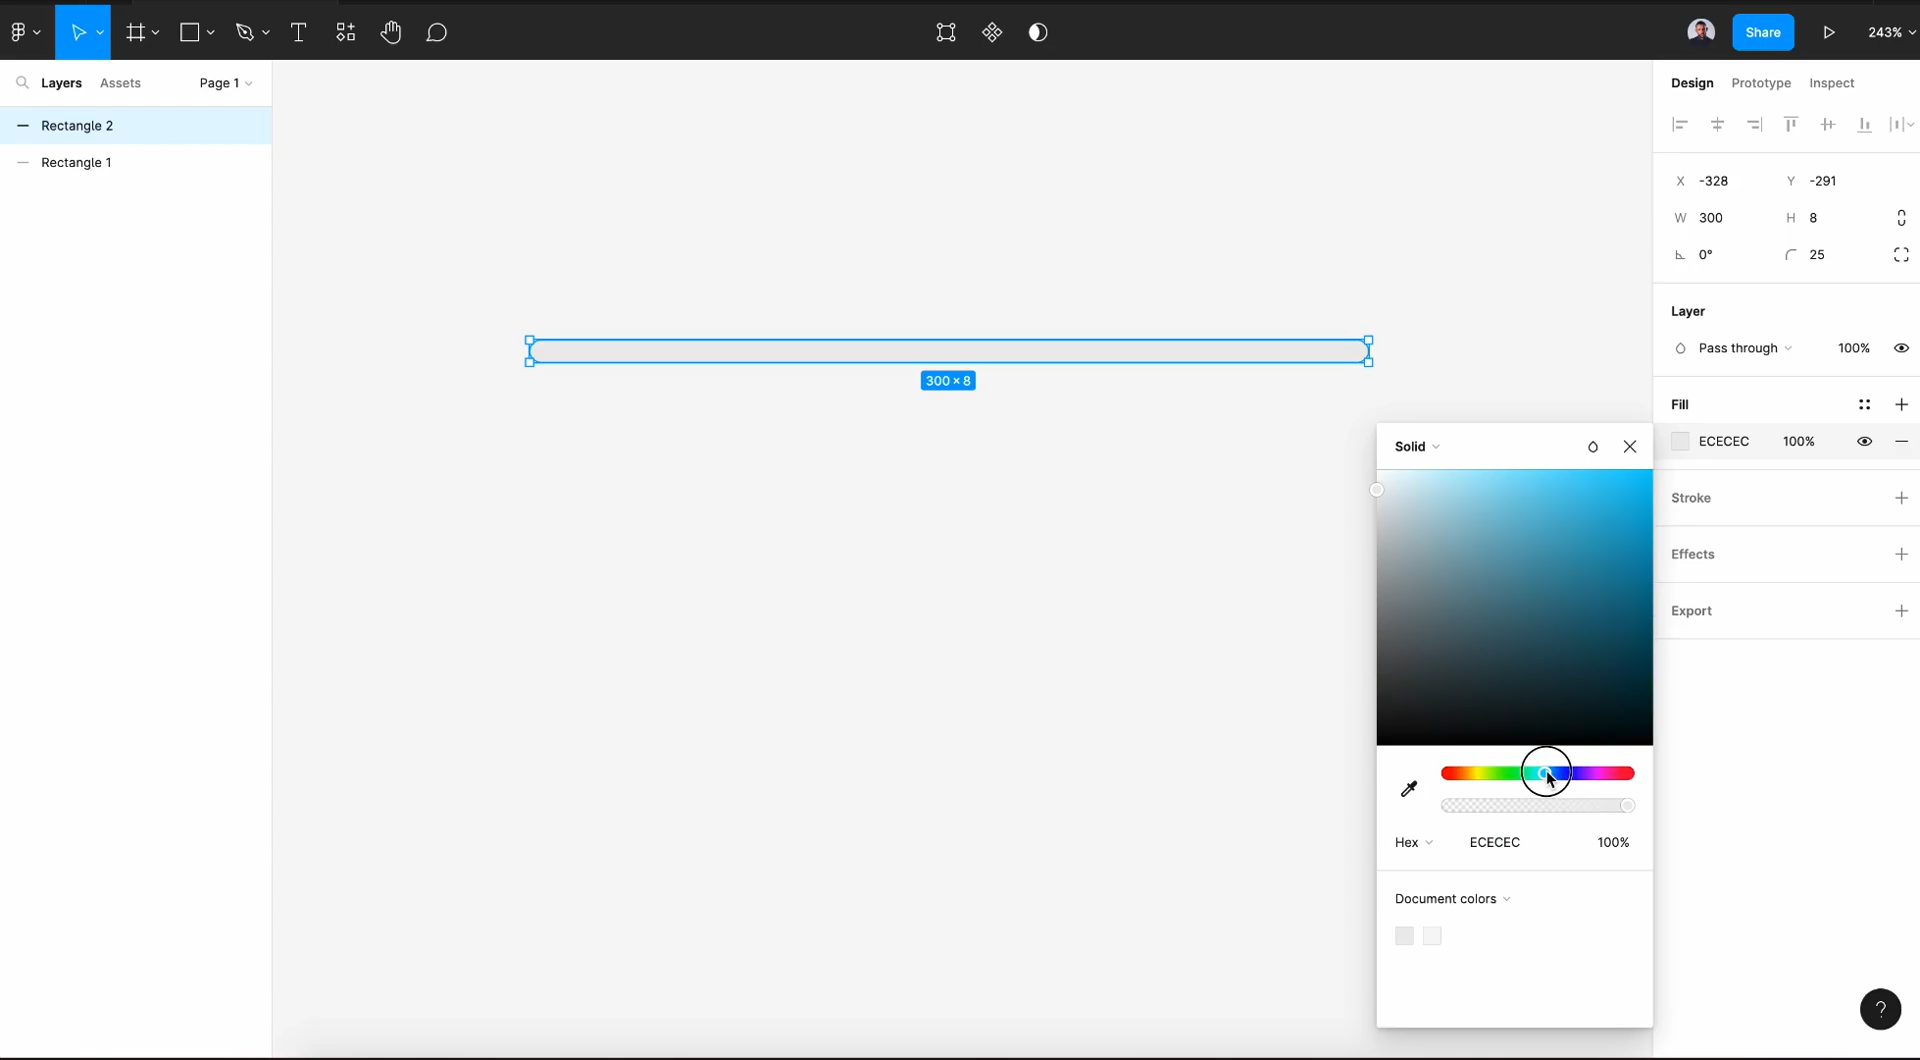 Share
243%
Layers
Assets
Page 1
Rectangle 2
Rectangle 1
300 × 8
Design
Prototype
Inspect
X -328
Y -291
W 300
H 8
0°
25
Layer
Pass through
100%
Fill
ECECEC
100%
Stroke
Effects
Export
Solid
Hex
ECECEC
100%
Document colors
?